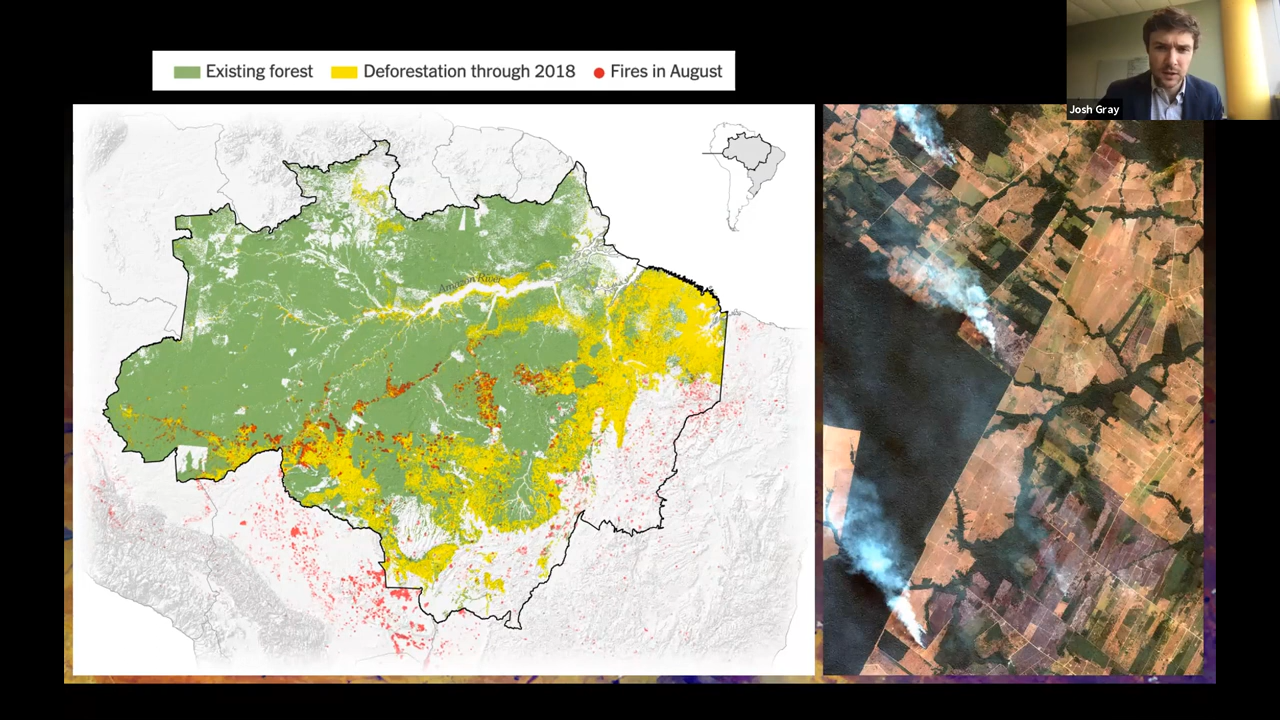 Existing forest
Deforestation through 2018
Fires in August
Josh Gray
Amazon River